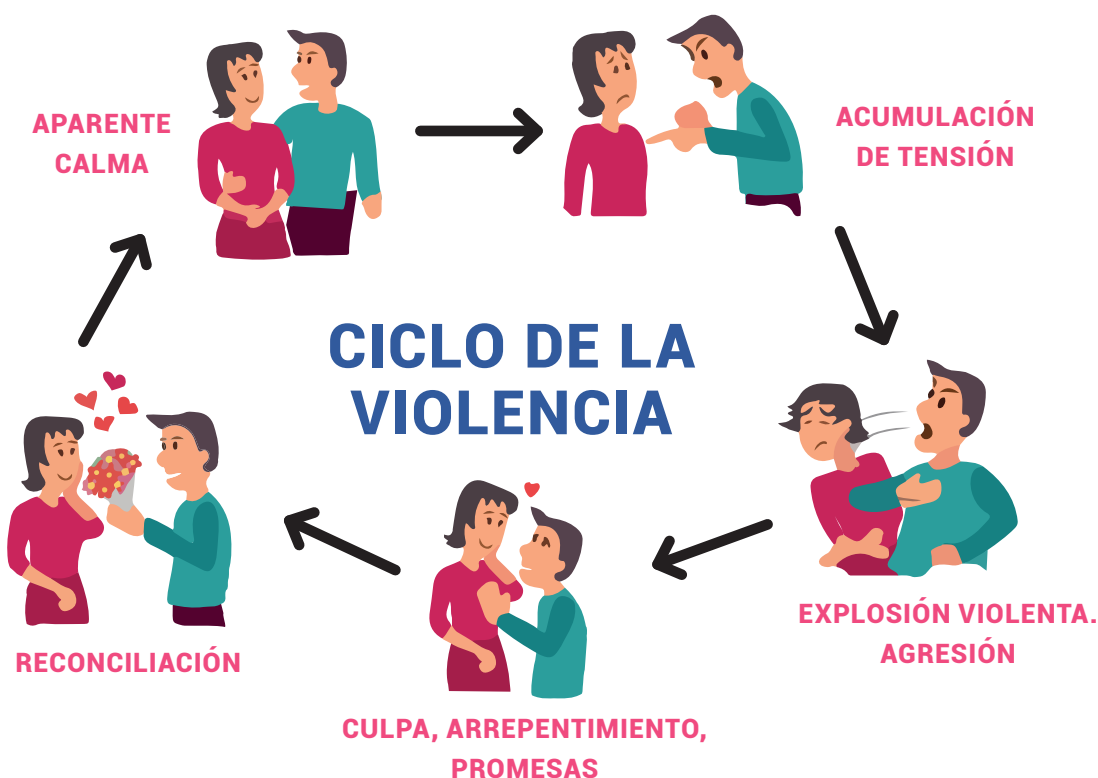 APARENTE
CALMA
ACUMULACIÓN
DE TENSIÓN
CICLO DE LA
VIOLENCIA
EXPLOSIÓN VIOLENTA.
AGRESIÓN
CULPA, ARREPENTIMIENTO,
PROMESAS
RECONCILIACIÓN